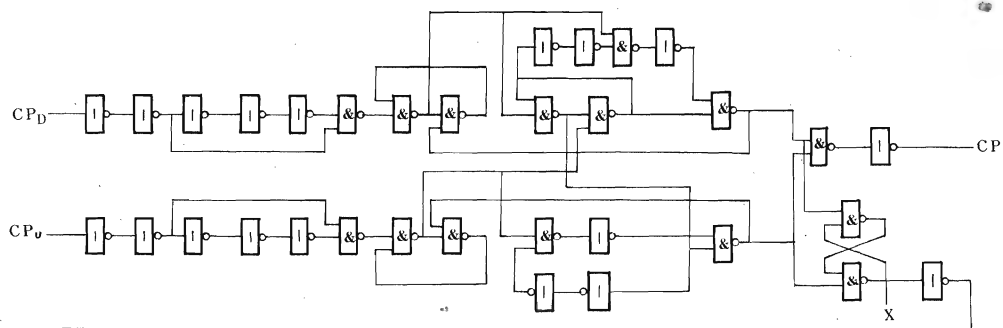 | | | | | & & &
| | & |
& & &
CP_D
& | CP
| | | | | & & &
CP_U
& | &
| |
& & |
X